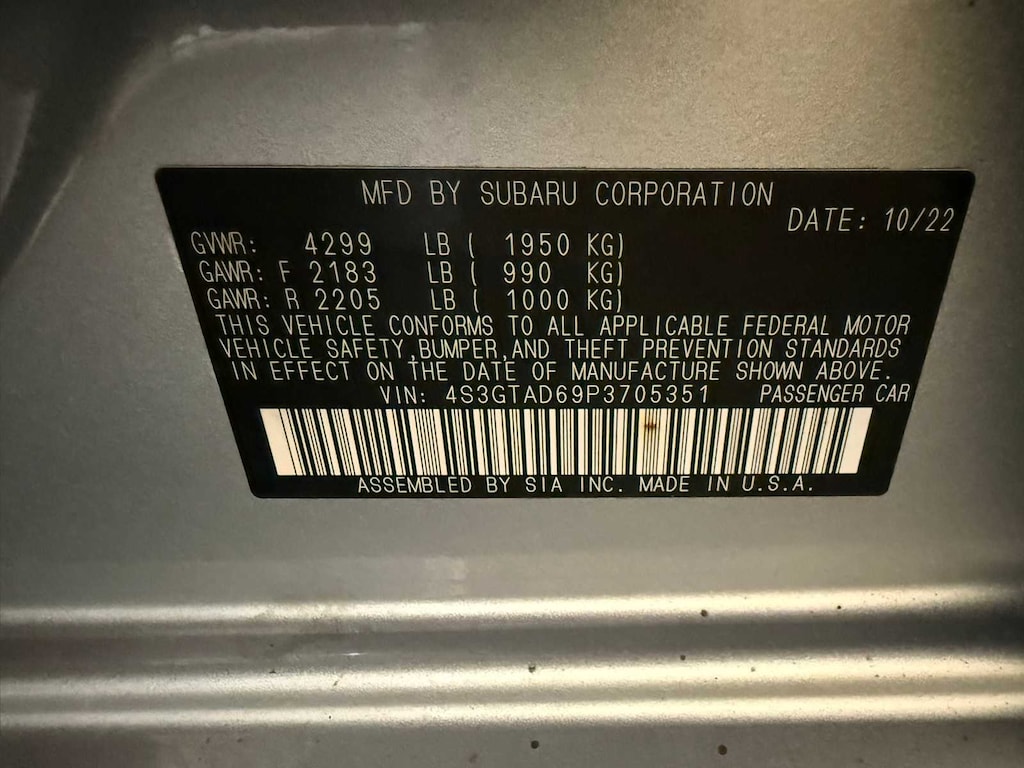 MFD BY SUBARU CORPORATION
DATE: 10/22
GVWR: 4299 LB ( 1950 KG)
GAWR: F 2183 LB ( 990 KG)
GAWR: R 2205 LB ( 1000 KG)
THIS VEHICLE CONFORMS TO ALL APPLICABLE FEDERAL MOTOR
VEHICLE SAFETY,BUMPER,AND THEFT PREVENTION STANDARDS
IN EFFECT ON THE DATE OF MANUFACTURE SHOWN ABOVE.
VIN: 4S3GTAD69P3705351 PASSENGER CAR
ASSEMBLED BY SIA INC. MADE IN U.S.A.